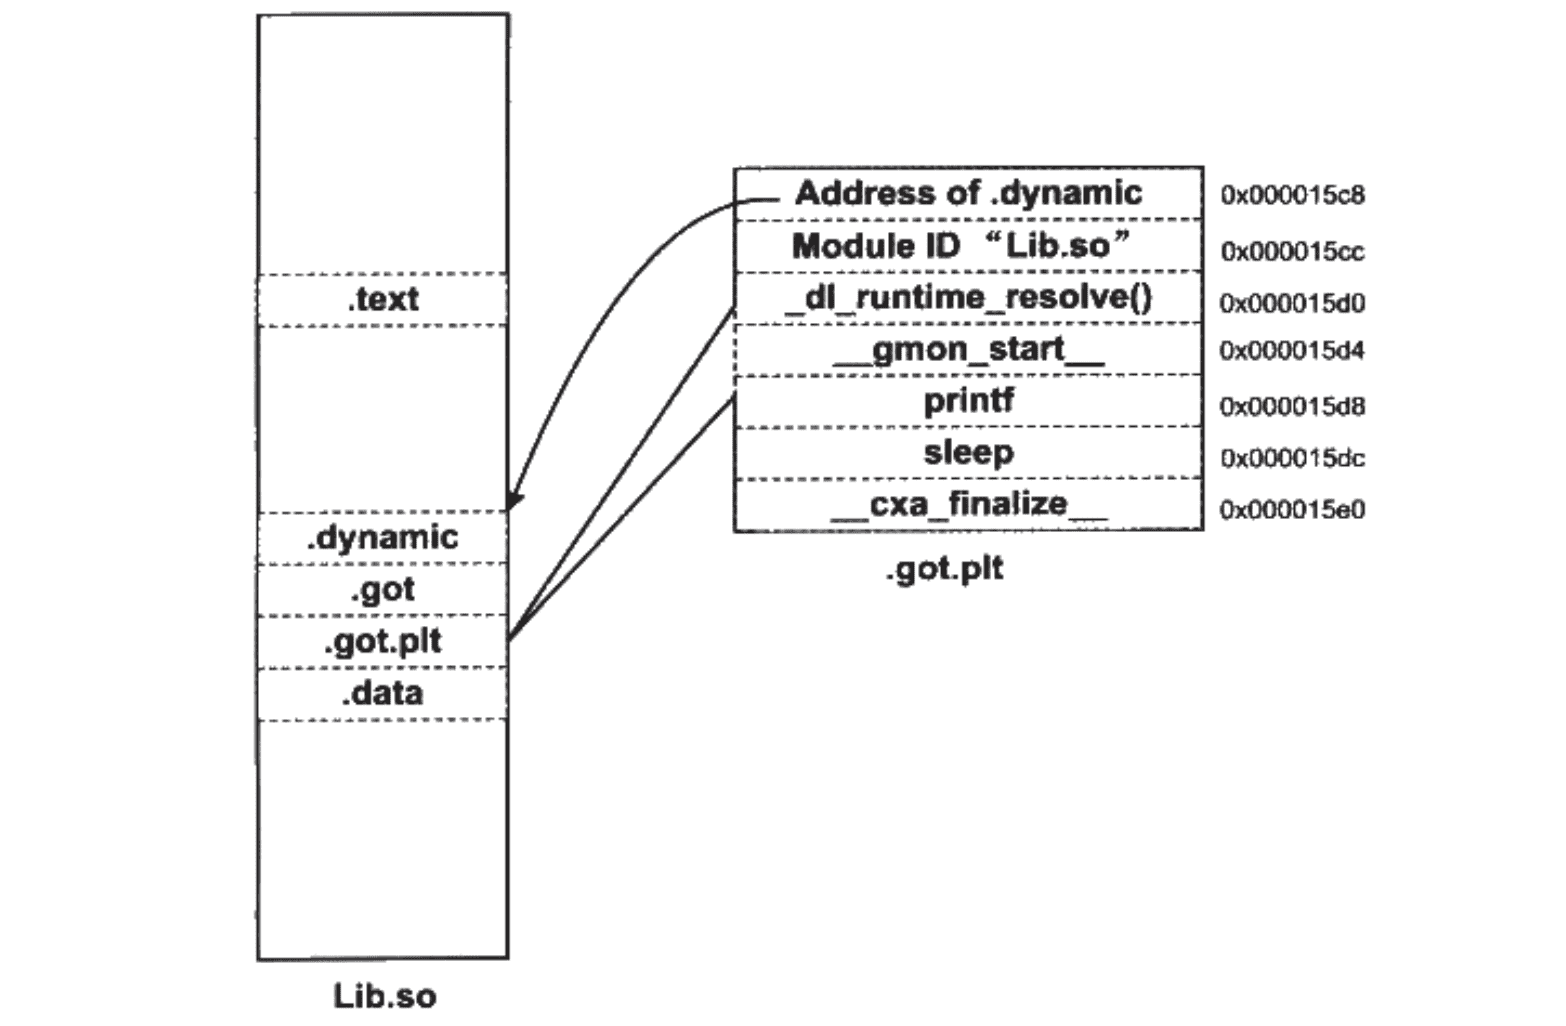 .text
.dynamic
.got
.got.plt
.data
Lib.so
Address of .dynamic 0x000015c8
Module ID “Lib.so” 0x000015cc
_dl_runtime_resolve() 0x000015d0
__gmon_start__ 0x000015d4
printf 0x000015d8
sleep 0x000015dc
__cxa_finalize__ 0x000015e0
.got.plt